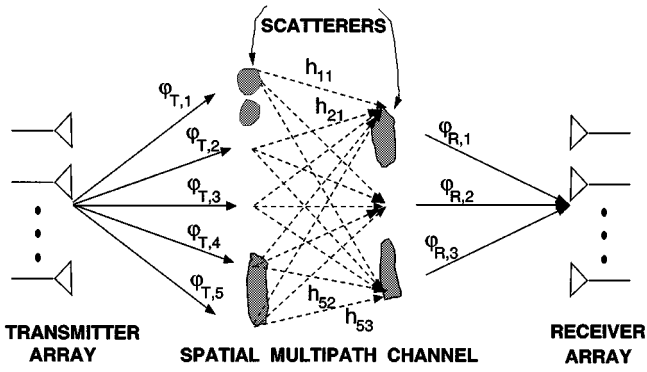 SCATTERERS
h11
φT,1
h21
φT,2
φR,1
φT,3
φR,2
φT,4
φR,3
φT,5
h52
h53
TRANSMITTER
ARRAY
SPATIAL MULTIPATH CHANNEL
RECEIVER
ARRAY